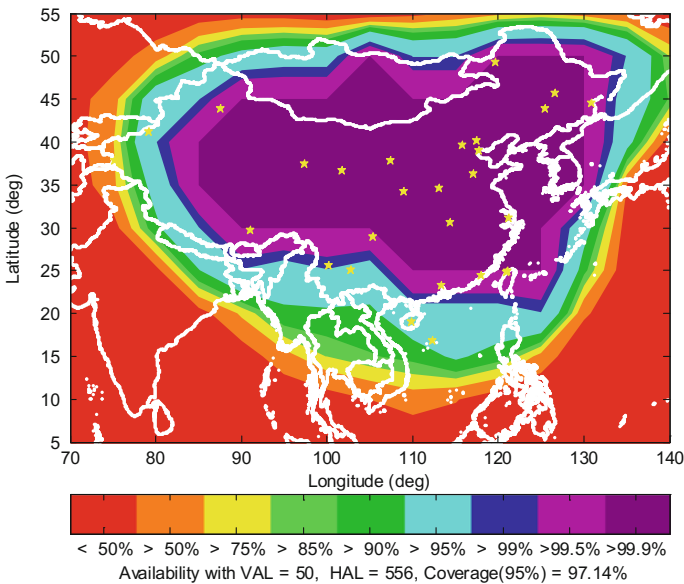 55
50
45
40
35
30
25
20
15
10
5
Latitude (deg)
70 80 90 100 110 120 130 140
Longitude (deg)
< 50% > 50% > 75% > 85% > 90% > 95% > 99% >99.5% >99.9%
Availability with VAL = 50, HAL = 556, Coverage(95%) = 97.14%